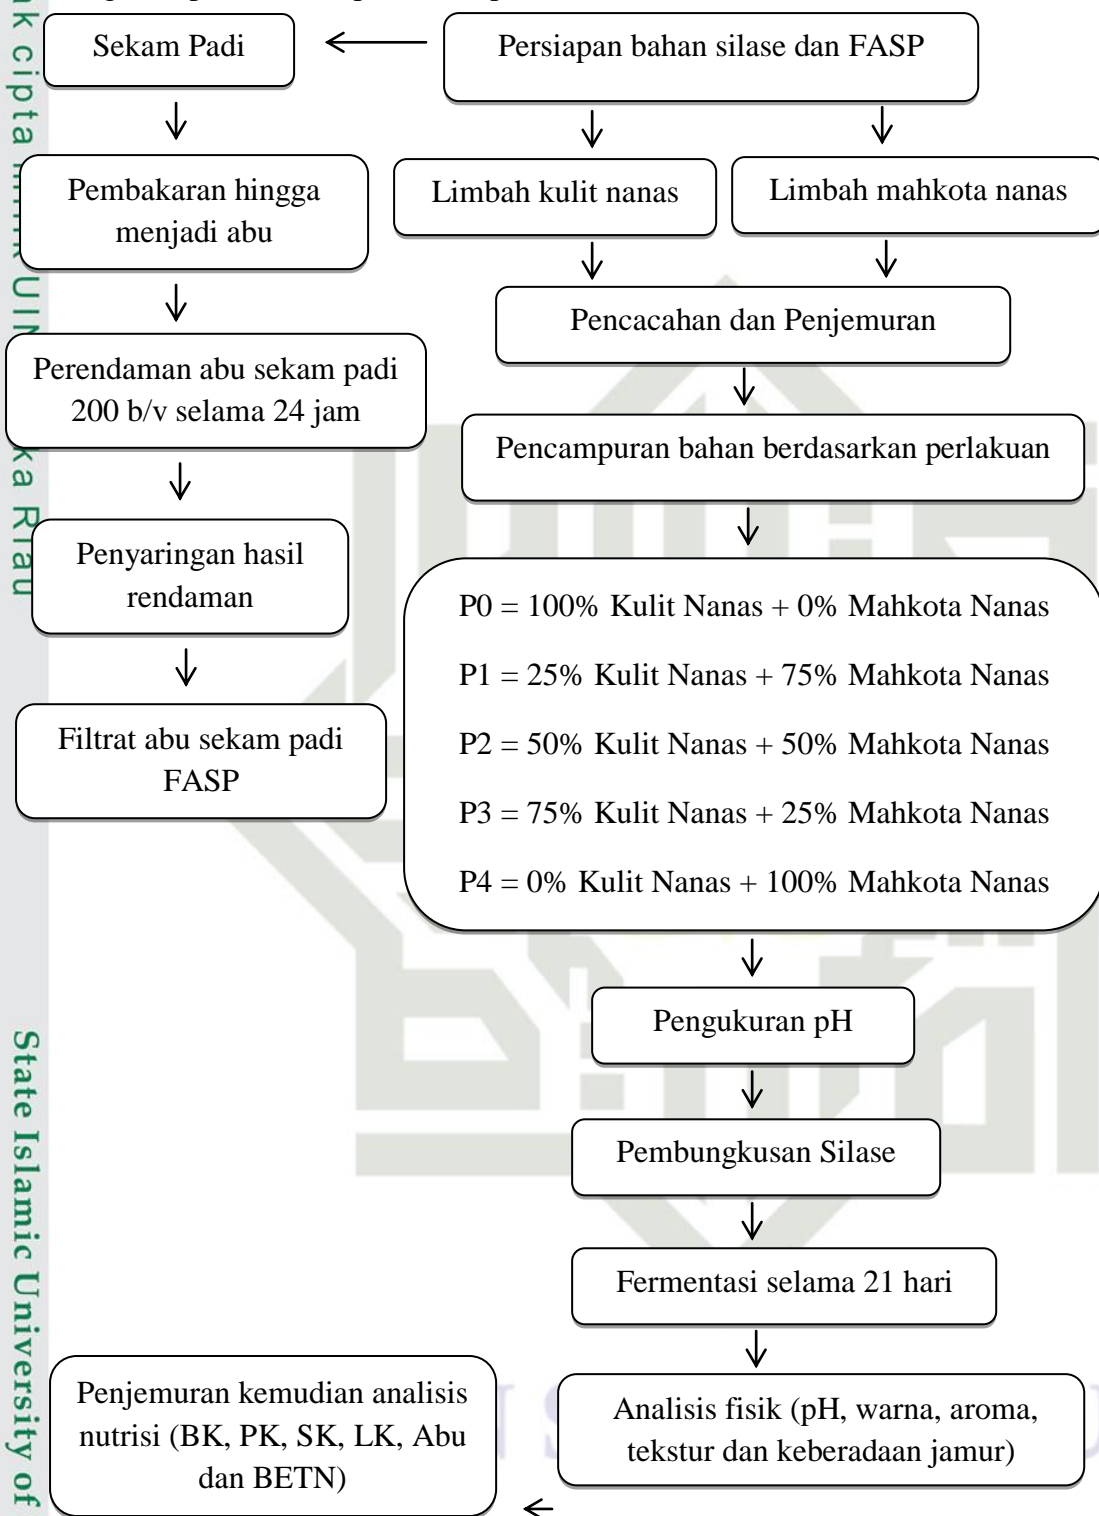 Sekam Padi
Persiapan bahan silase dan FASP
Pembakaran hingga
menjadi abu
Limbah kulit nanas
Limbah mahkota nanas
Pencacahan dan Penjemuran
Perendaman abu sekam padi
200 b/v selama 24 jam
Pencampuran bahan berdasarkan perlakuan
Penyaringan hasil
rendaman
Filtrat abu sekam padi
FASP
P0 = 100% Kulit Nanas + 0% Mahkota Nanas
P1 = 25% Kulit Nanas + 75% Mahkota Nanas
P2 = 50% Kulit Nanas + 50% Mahkota Nanas
P3 = 75% Kulit Nanas + 25% Mahkota Nanas
P4 = 0% Kulit Nanas + 100% Mahkota Nanas
Pengukuran pH
Pembungkusan Silase
Fermentasi selama 21 hari
Analisis fisik (pH, warna, aroma,
tekstur dan keberadaan jamur)
Penjemuran kemudian analisis
nutrisi (BK, PK, SK, LK, Abu
dan BETN)
cipta UIN Riau
State Islamic University of